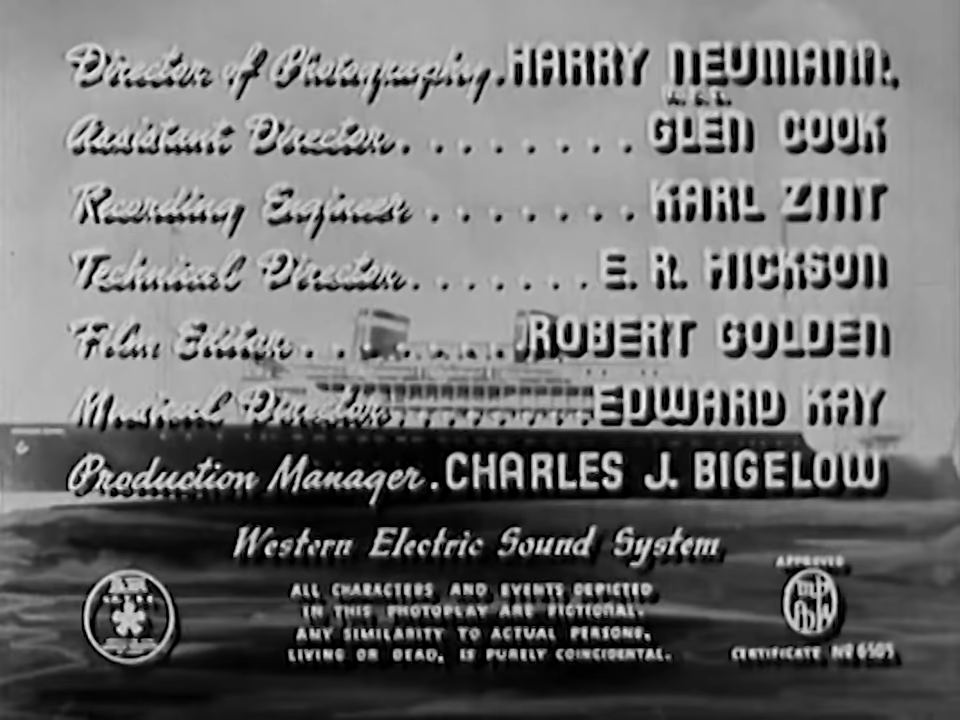 Director of Photography. HARRY NEUMANN,
A.S.C.
Assistant Director........GLEN COOK
Recording Engineer.......KARL ZINT
Technical Director......E. R. HICKSON
Film Editor.......ROBERT GOLDEN
Musical Director.......EDWARD KAY
Production Manager.CHARLES J. BIGELOW
Western Electric Sound System
APPROVED
ALL CHARACTERS AND EVENTS DEPICTED
IN THIS PHOTOPLAY ARE FICTIONAL.
ANY SIMILARITY TO ACTUAL PERSONS,
LIVING OR DEAD, IS PURELY COINCIDENTAL.
CERTIFICATE Nº 6505